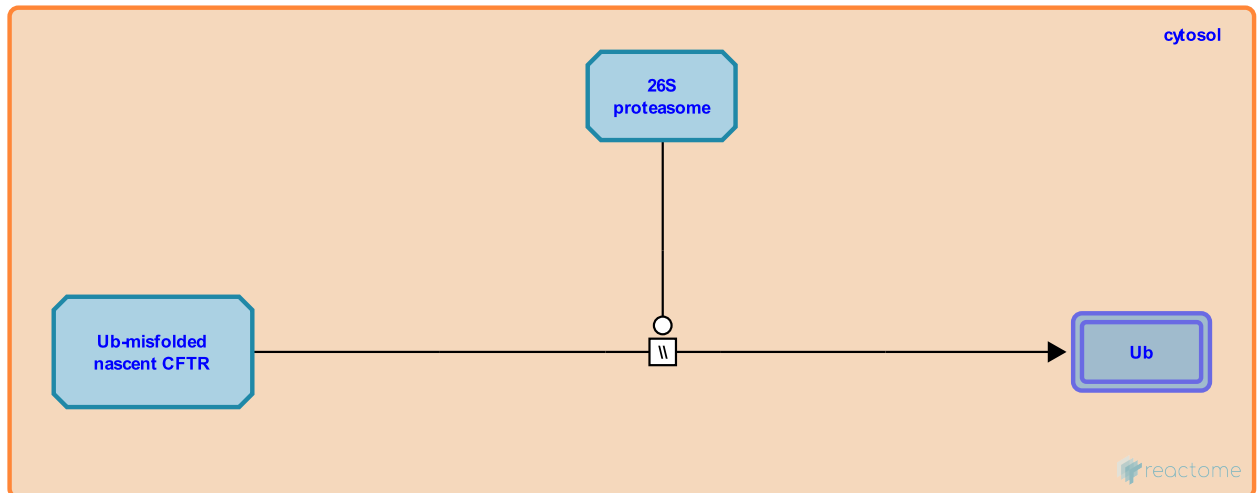 cytosol
26S
proteasome
Ub-misfolded
nascent CFTR
\\
Ub
reactome